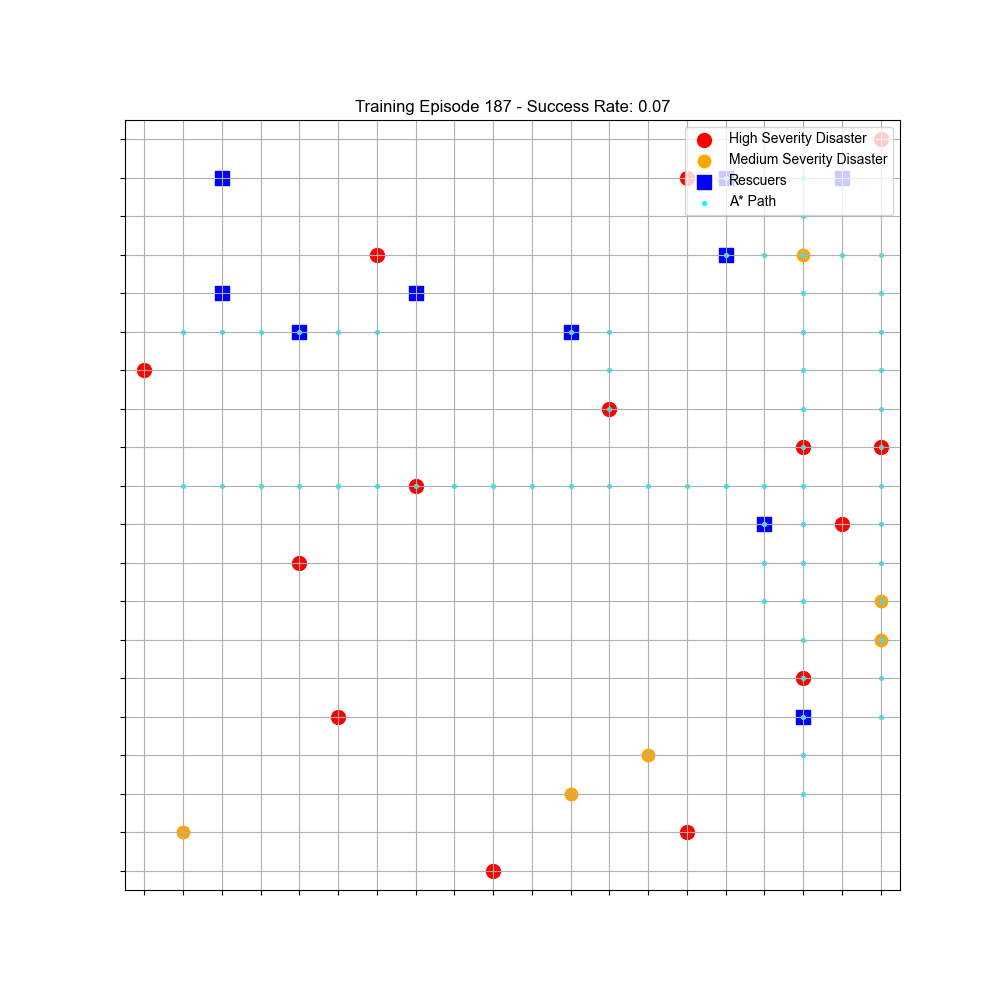 Training Episode 187 - Success Rate: 0.07
High Severity Disaster
Medium Severity Disaster
Rescuers
A* Path